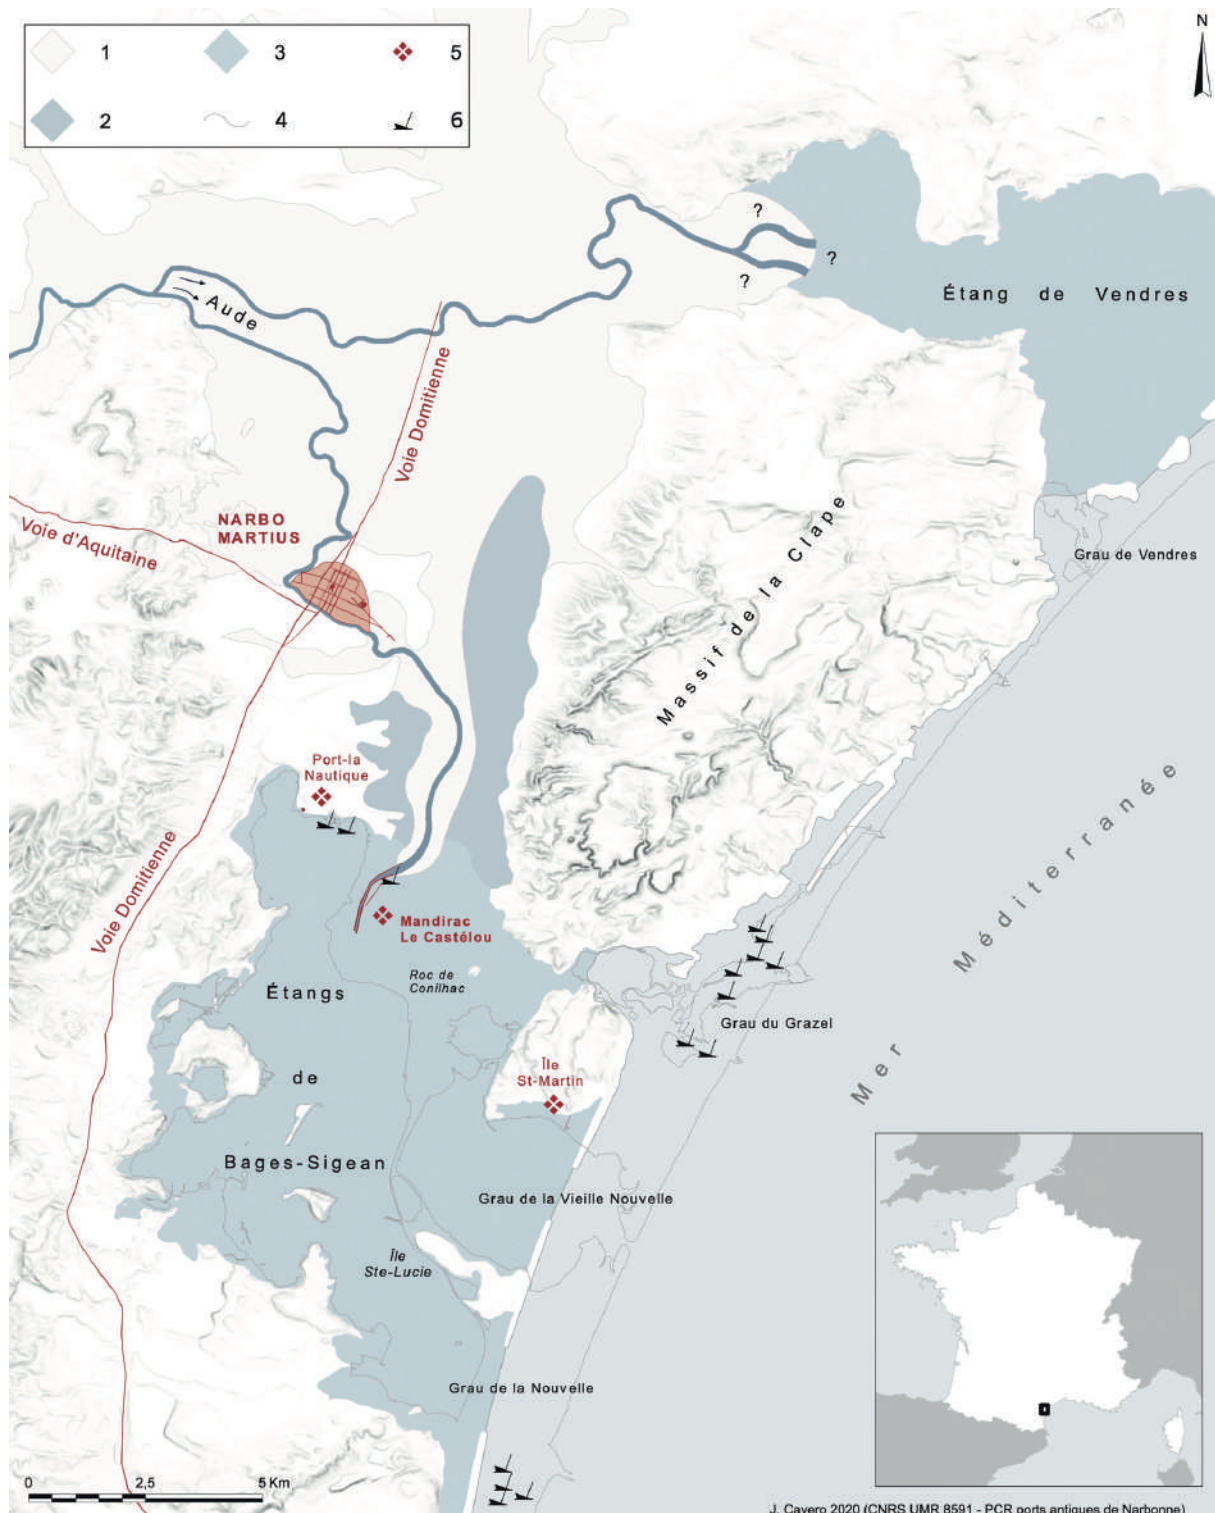 1
3
5
2
4
6
N
?
?
?
Étang de Vendres
Aude
Voie Domitienne
NARBO
MARTIUS
Voie d'Aquitaine
Massif de la Clape
Grau de Vendres
Port-la
Nautique
Voie Domitienne
Mandirac
Le Castélou
Roc de
Conilhac
Étangs
de
Bages-Sigean
Mer Méditerranée
Grau du Grazel
Île
St-Martin
Grau de la Vieille Nouvelle
Île
Ste-Lucie
Grau de la Nouvelle
0 2,5 5 Km
J. Cavero 2020 (CNRS UMR 8591 - PCR ports antiques de Narbonne)